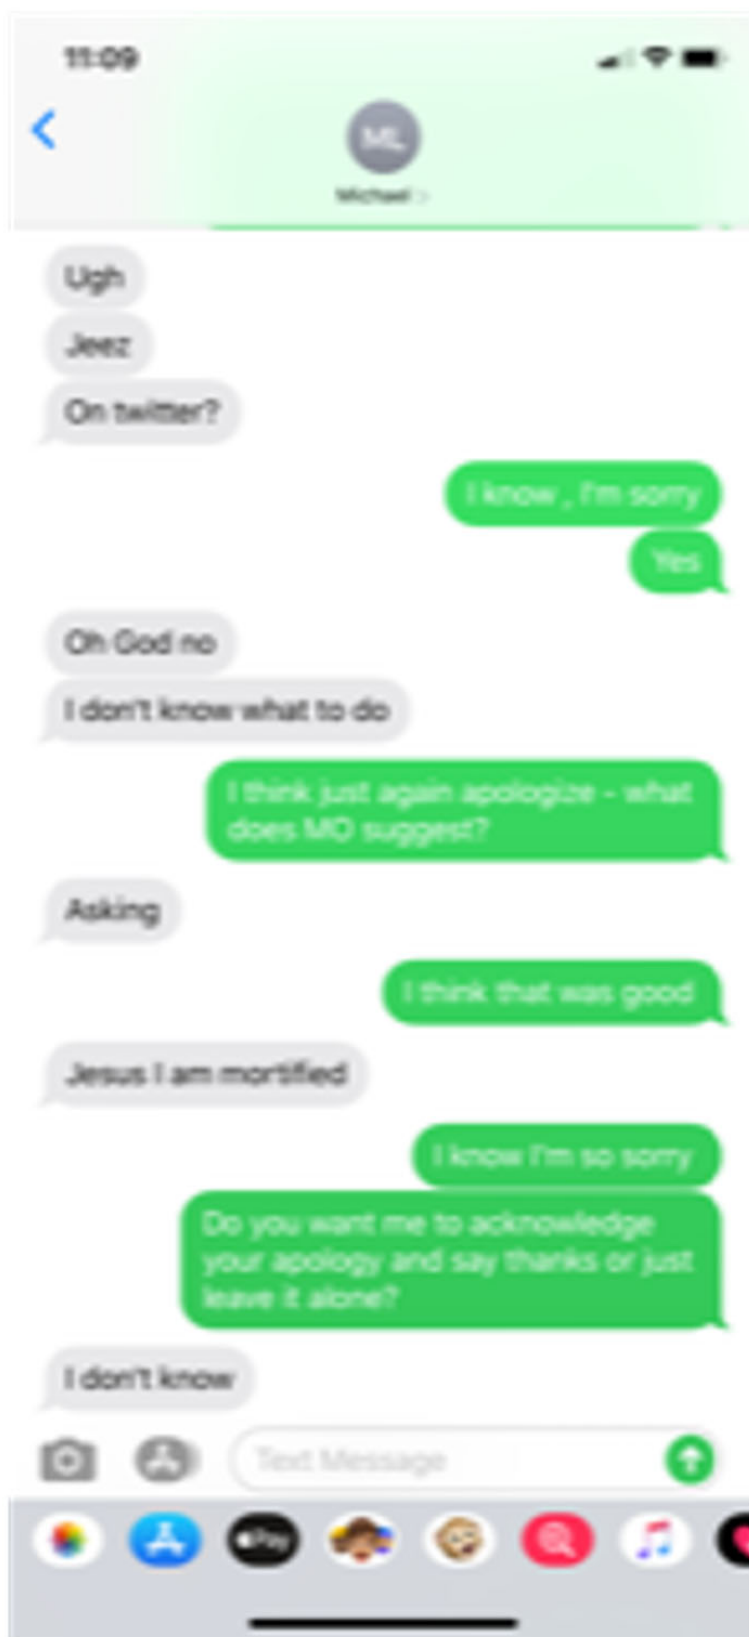 11:09
ML
Michael >
Ugh
Jeez
On twitter?
I know , I'm sorry
Yes
Oh God no
I don't know what to do
I think just again apologize - what
does MO suggest?
Asking
I think that was good
Jesus I am mortified
I know I'm so sorry
Do you want me to acknowledge
your apology and say thanks or just
leave it alone?
I don't know
Text Message
Pay